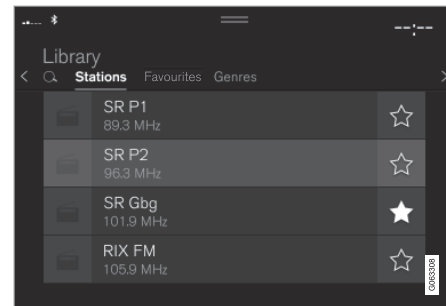 --:--
Library
Stations Favourites Genres
SR P1
89.3 MHz
SR P2
96.3 MHz
SR Gbg
101.9 MHz
RIX FM
105.9 MHz
G063308